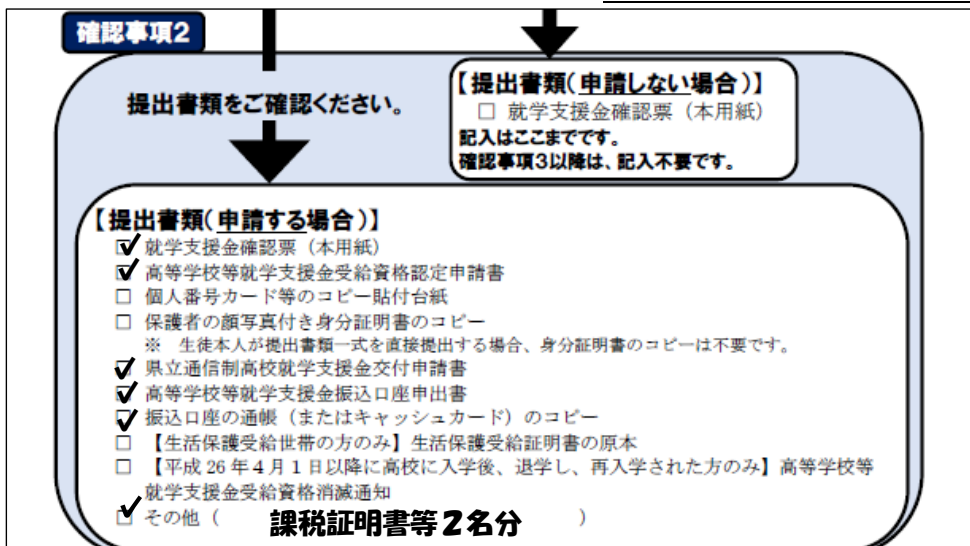 確認事項2
提出書類をご確認ください。
【提出書類(申請しない場合)】
□ 就学支援金確認票(本用紙)
記入はここまでです。
確認事項3以降は、記入不要です。
【提出書類(申請する場合)】
☑ 就学支援金確認票(本用紙)
☑ 高等学校等就学支援金受給資格認定申請書
□ 個人番号カード等のコピー貼付台紙
□ 保護者の顔写真付き身分証明書のコピー
※ 生徒本人が提出書類一式を直接提出する場合、身分証明書のコピーは不要です。
☑ 県立通信制高校就学支援金交付申請書
☑ 高等学校等就学支援金振込口座申出書
☑ 振込口座の通帳(またはキャッシュカード)のコピー
□ 【生活保護受給世帯の方のみ】生活保護受給証明書の原本
□ 【平成26年4月1日以降に高校に入学後、退学し、再入学された方のみ】高等学校等
就学支援金受給資格消滅通知
☑ その他( 課税証明書等2名分 )